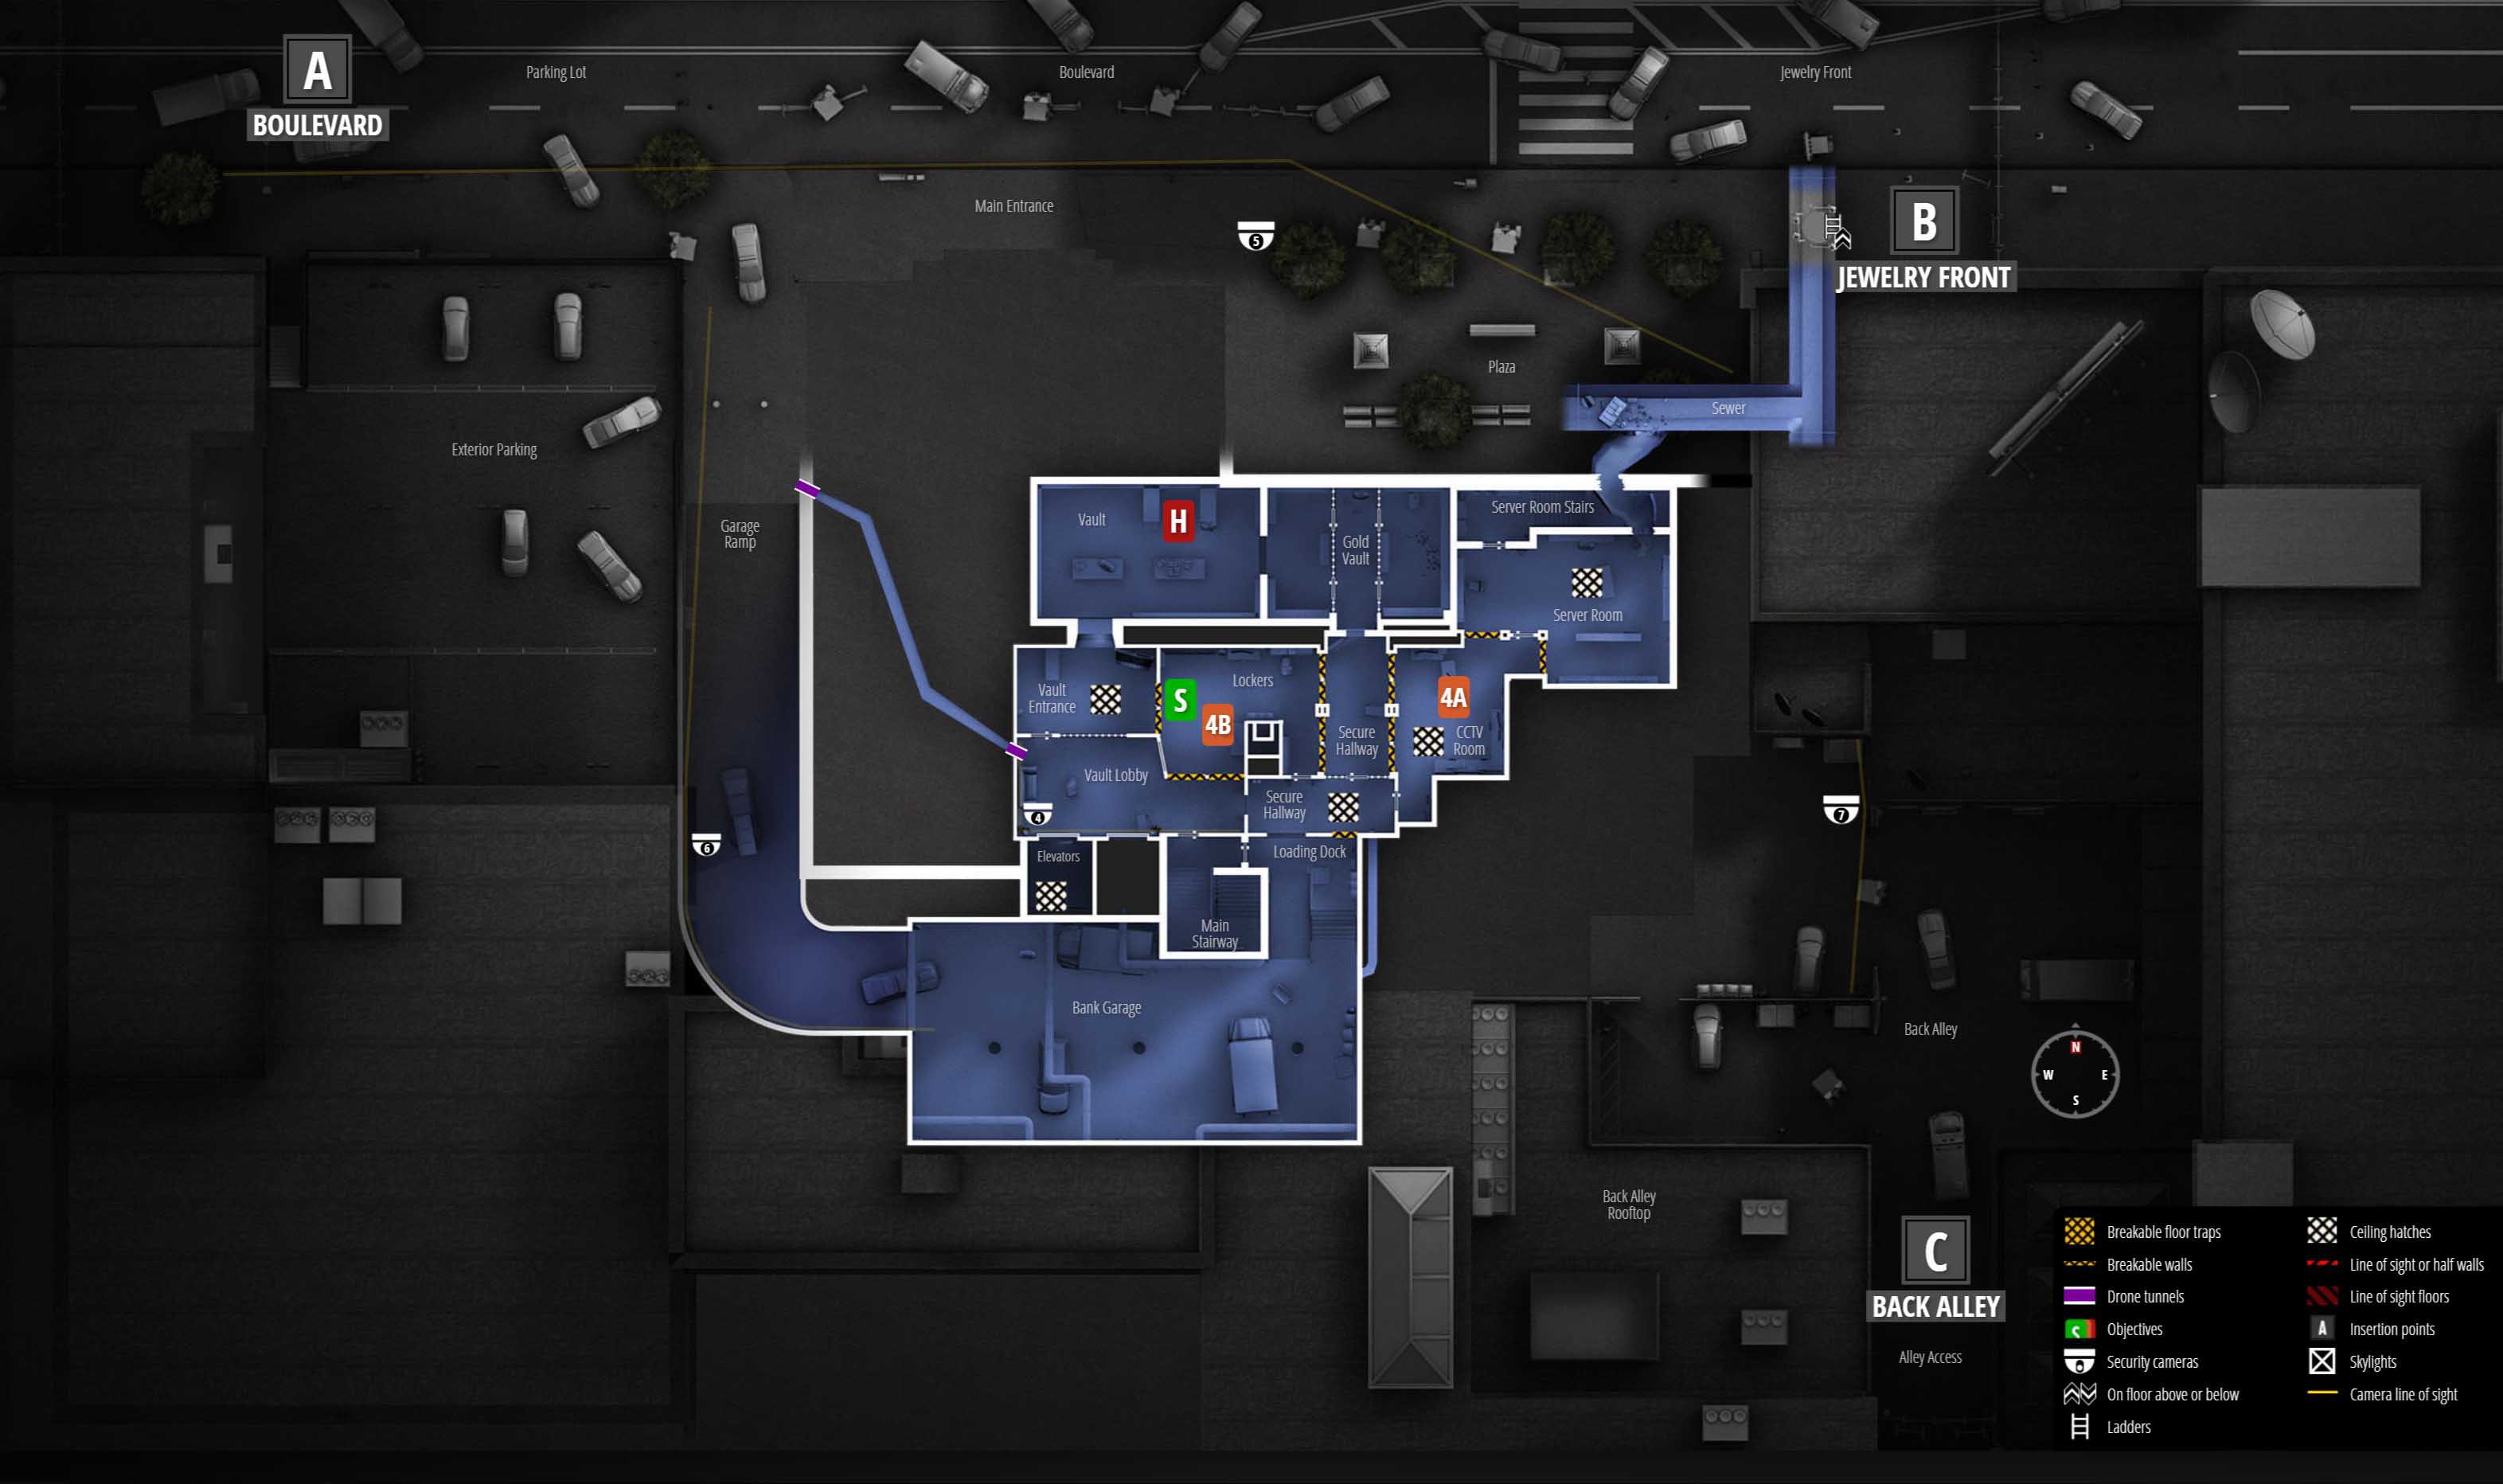 A
BOULEVARD
Parking Lot
Boulevard
Jewelry Front
Main Entrance
5
B
JEWELRY FRONT
Plaza
Sewer
Exterior Parking
Garage
Ramp
Vault
H
Gold
Vault
Server Room Stairs
Server Room
Vault
Entrance
S
Lockers
4B
4A
Secure
Hallway
CCTV
Room
Vault Lobby
4
Secure
Hallway
6
7
Elevators
Loading Dock
Main
Stairway
Bank Garage
Back Alley
N
W
E
S
Back Alley
Rooftop
C
BACK ALLEY
Alley Access
Breakable floor traps
Breakable walls
Drone tunnels
S
Objectives
Security cameras
On floor above or below
Ladders
Ceiling hatches
Line of sight or half walls
Line of sight floors
A
Insertion points
Skylights
Camera line of sight